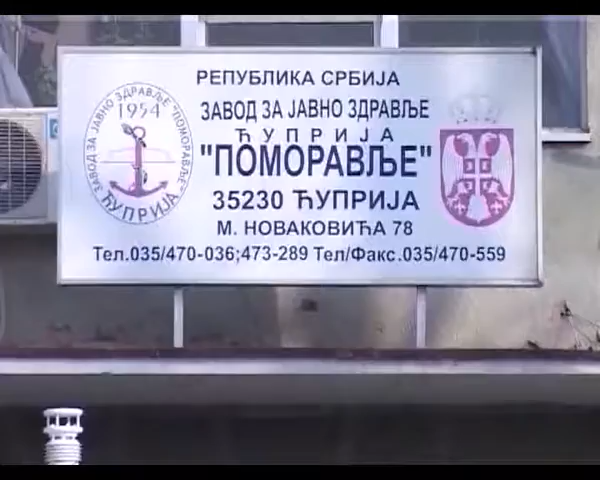 РЕПУБЛИКА СРБИЈА
ЗАВОД ЗА ЈАВНО ЗДРАВЉЕ
ЋУПРИЈА
"ПОМОРАВЉЕ"
35230 ЋУПРИЈА
М. НОВАКОВИЋА 78
Тел.035/470-036;473-289 Тел/Факс.035/470-559
ЗАВОД ЗА ЈАВНО ЗДРАВЉЕ "ПОМОРАВЉЕ"
1954
ЋУПРИЈА